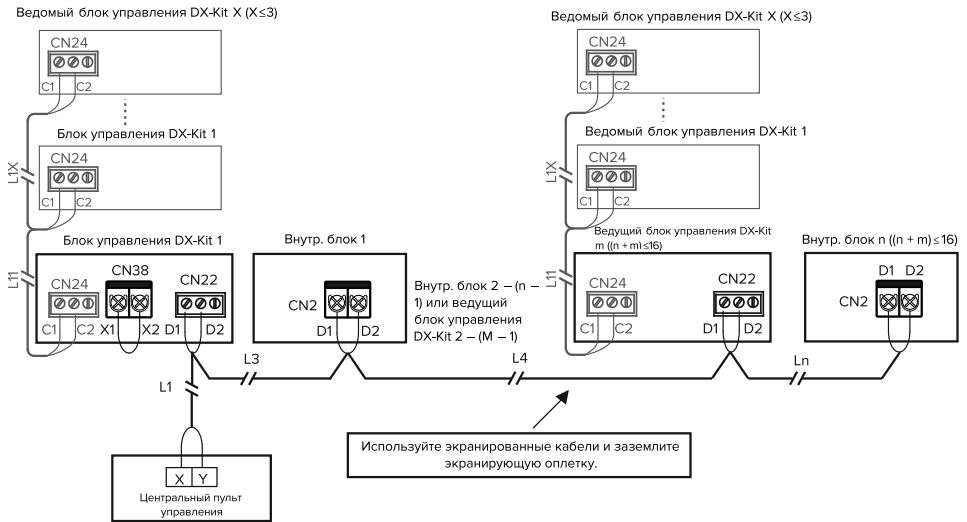 Ведомый блок управления DX-Kit X (X≤3)
CN24
C1 C2
Блок управления DX-Kit 1
CN24
C1 C2
L1X
Блок управления DX-Kit 1
CN24
C1 C2
L11
CN38
X1 X2
CN22
D1 D2
Внутр. блок 1
CN2
D1 D2
Внутр. блок 2 – (n –
1) или ведущий
блок управления
DX-Kit 2 – (M – 1)
Ведомый блок управления DX-Kit X (X≤3)
CN24
C1 C2
Ведомый блок управления DX-Kit 1
CN24
C1 C2
L1X
Ведущий блок управления DX-Kit
m ((n + m)≤16)
CN24
C1 C2
L11
CN22
D1 D2
Внутр. блок n ((n + m)≤16)
D1 D2
CN2
L1
L3
L4
Ln
Используйте экранированные кабели и заземлите
экранирующую оплетку.
X Y
Центральный пульт
управления